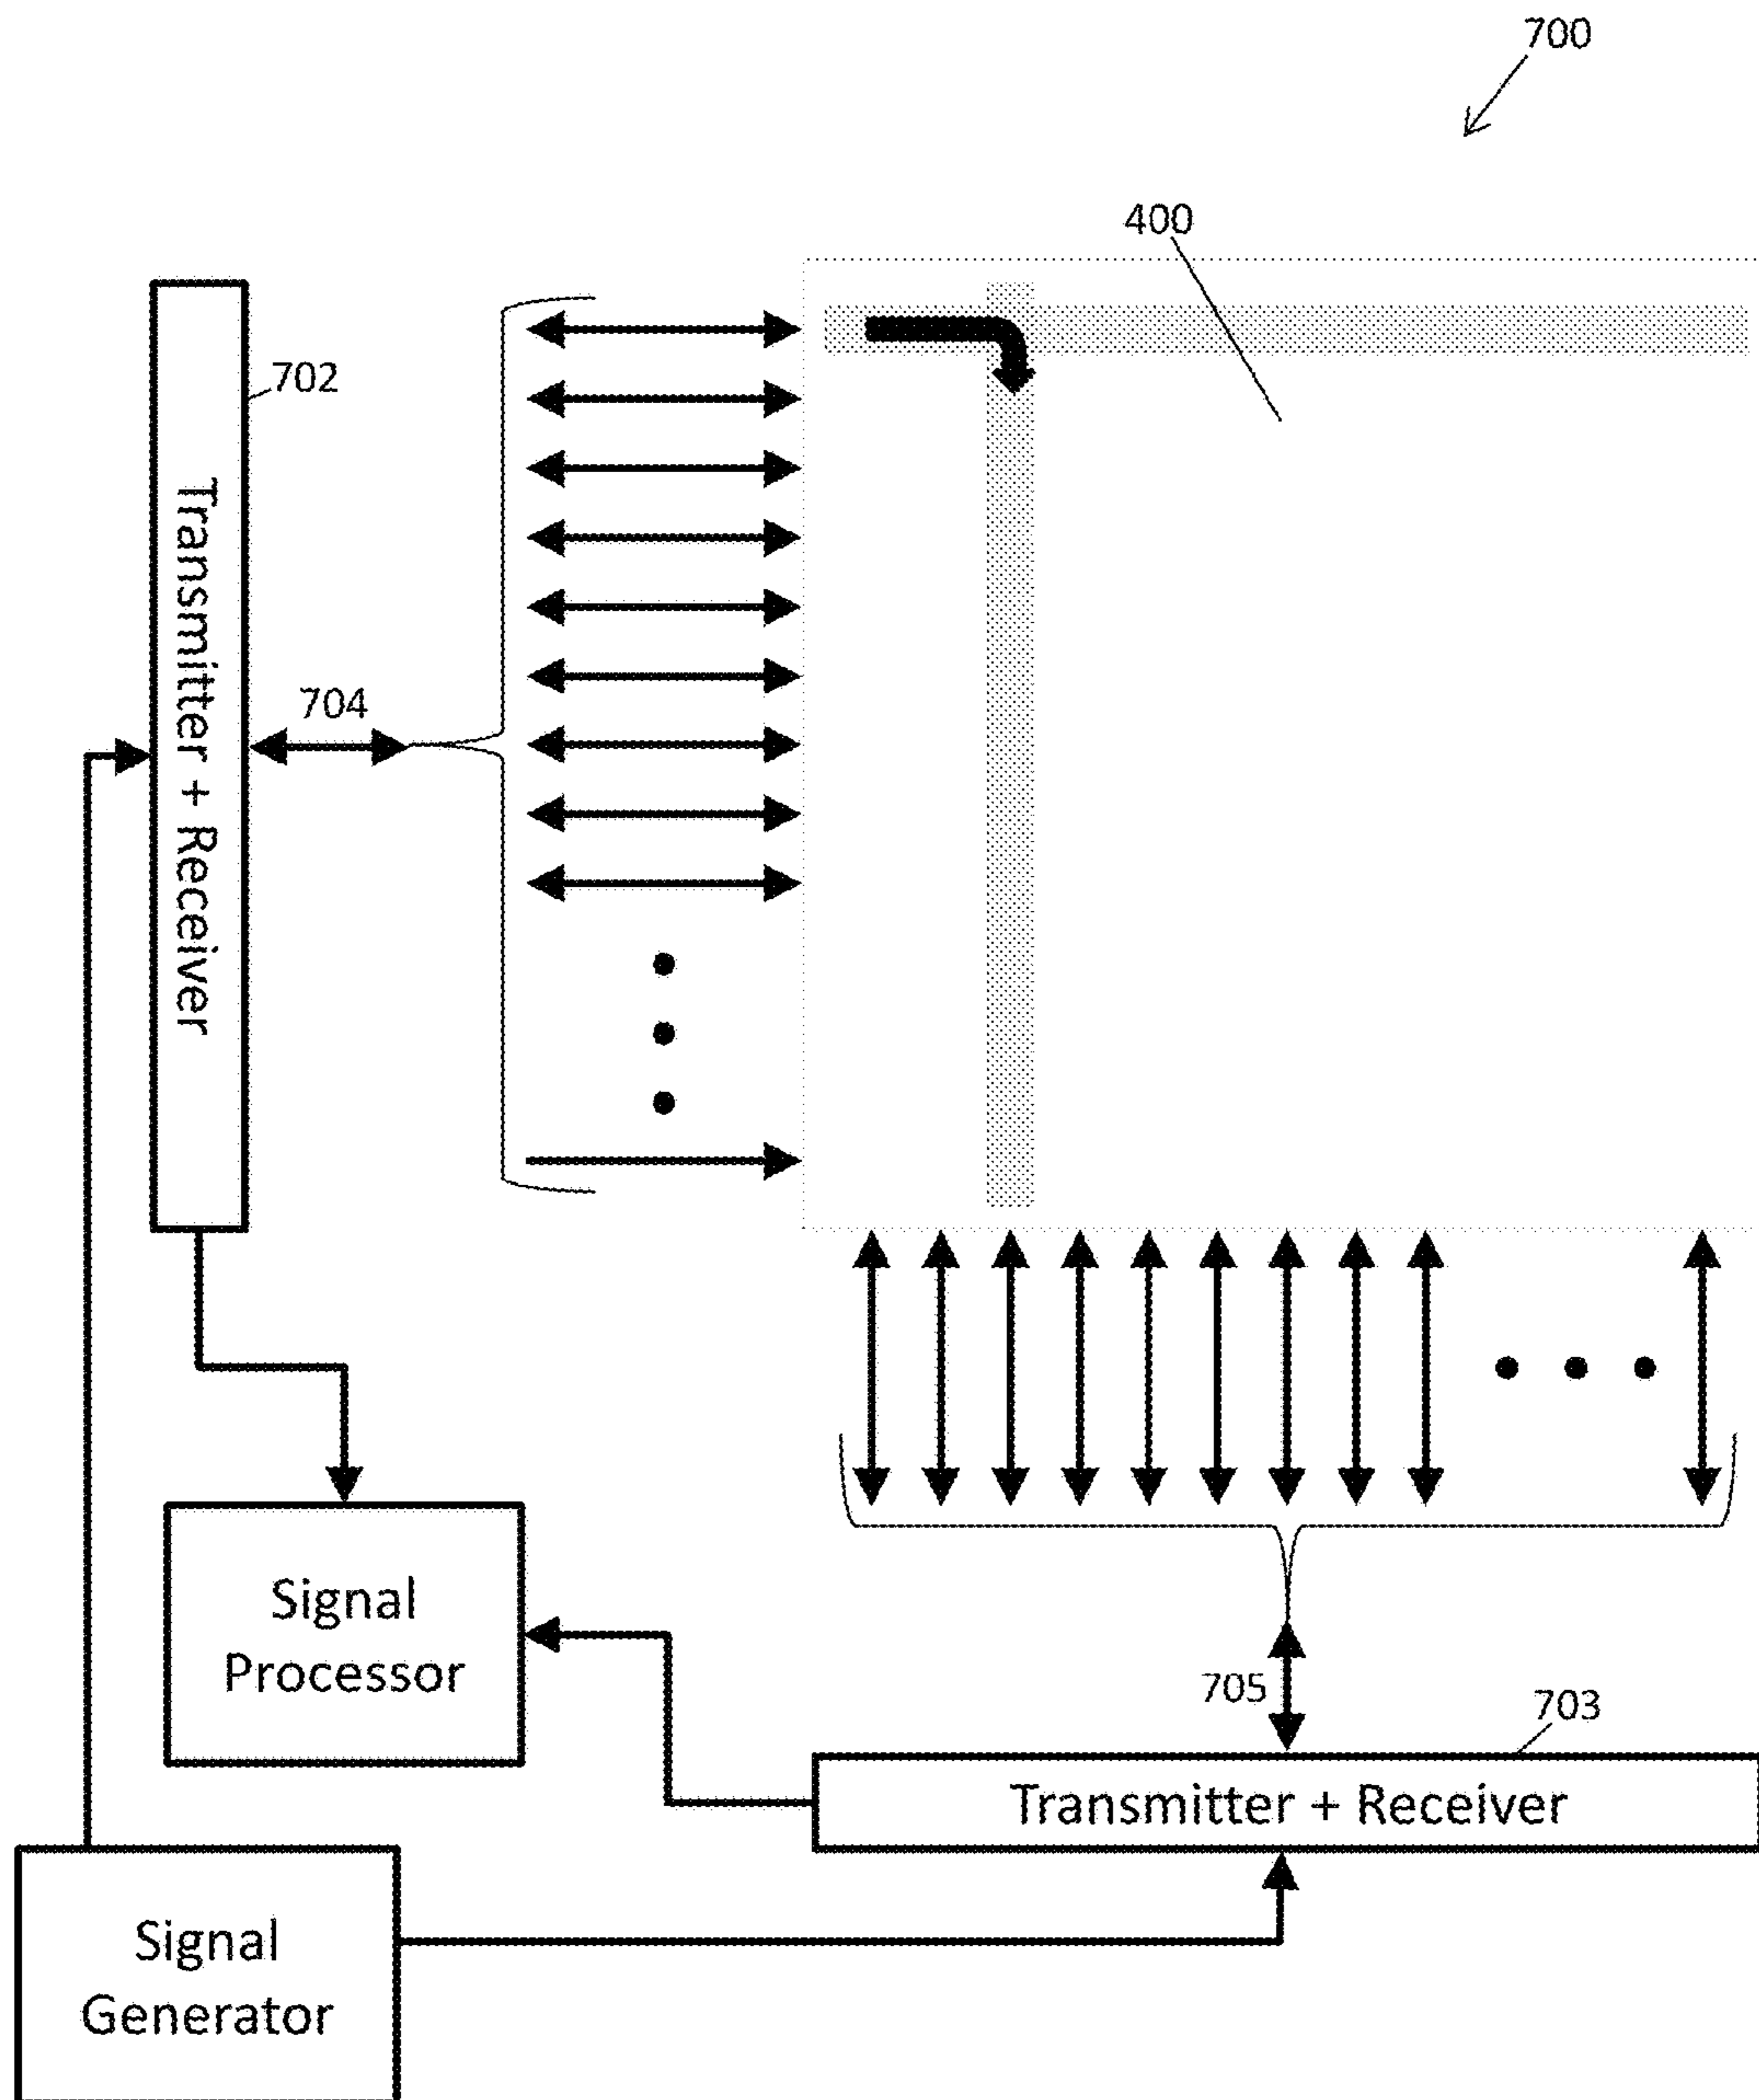 700
400
702
Transmitter + Receiver
704
Signal
Processor
705
703
Transmitter + Receiver
Signal
Generator